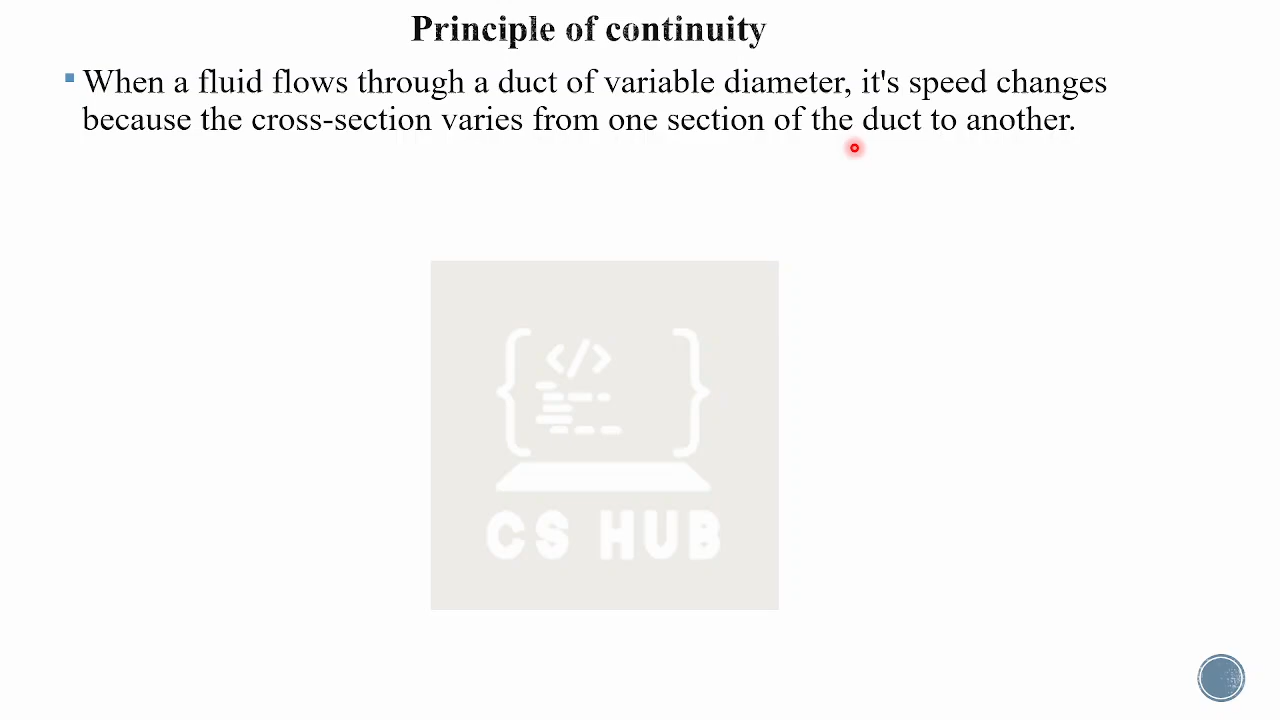 Principle of continuity
When a fluid flows through a duct of variable diameter, it's speed changes
because the cross-section varies from one section of the duct to another.
{</> }
CS HUB